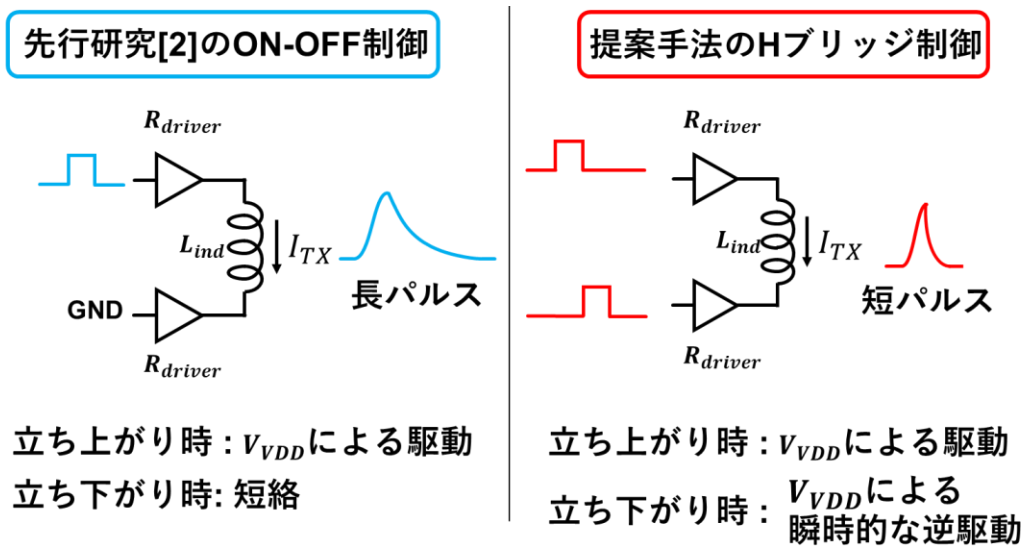 先行研究[2]のON-OFF制御
R_driver
L_ind
I_TX
長パルス
GND
R_driver
立ち上がり時 : V_VDDによる駆動
立ち下がり時: 短絡
提案手法のHブリッジ制御
R_driver
L_ind
I_TX
短パルス
R_driver
立ち上がり時 : V_VDDによる駆動
立ち下がり時 : V_VDDによる
瞬時的な逆駆動